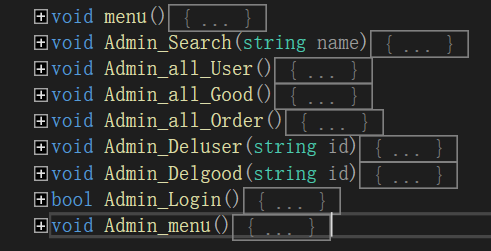 void menu() { ... }
void Admin_Search(string name) { ... }
void Admin_all_User() { ... }
void Admin_all_Good() { ... }
void Admin_all_Order() { ... }
void Admin_Deluser(string id) { ... }
void Admin_Delgood(string id) { ... }
bool Admin_Login() { ... }
void Admin_menu() { ... }